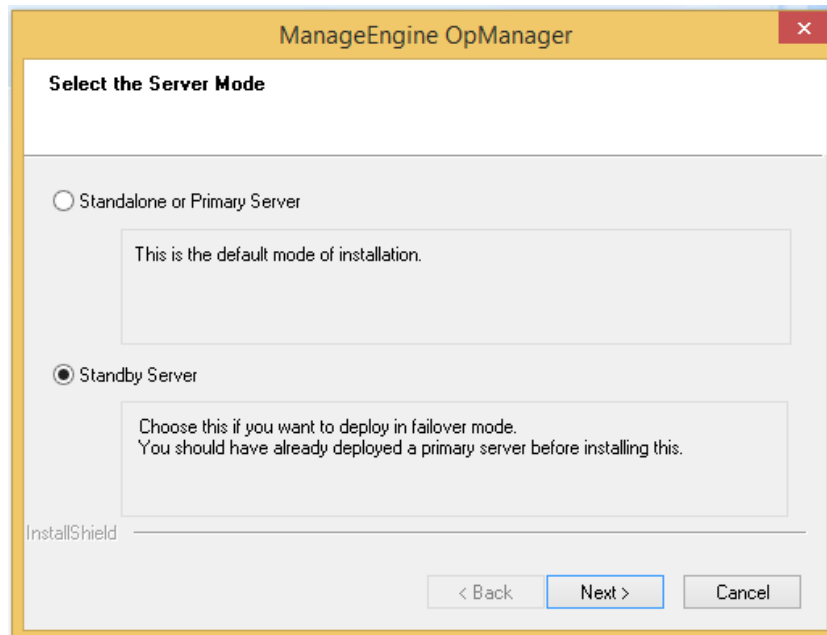 ManageEngine OpManager
Select the Server Mode
Standalone or Primary Server
This is the default mode of installation.
Standby Server
Choose this if you want to deploy in failover mode.
You should have already deployed a primary server before installing this.
InstallShield
< Back Next > Cancel